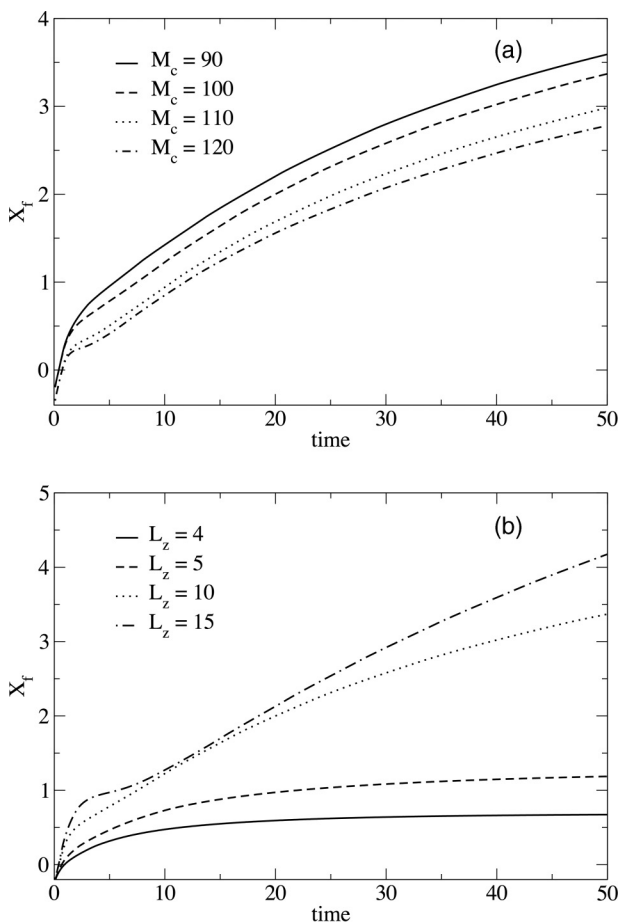 4
(a)
M_c = 90
M_c = 100
3
M_c = 110
M_c = 120
2
X_f
1
0
0 10 20 30 40 50
time
5
(b)
L_z = 4
4
L_z = 5
L_z = 10
L_z = 15
3
X_f
2
1
0
0 10 20 30 40 50
time